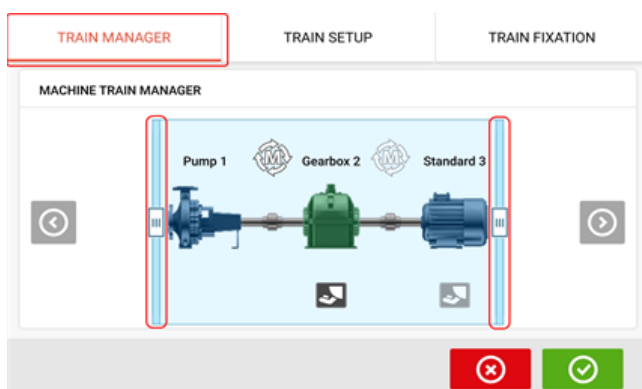 TRAIN MANAGER
TRAIN SETUP
TRAIN FIXATION
MACHINE TRAIN MANAGER
Pump 1
M
Gearbox 2
M
Standard 3